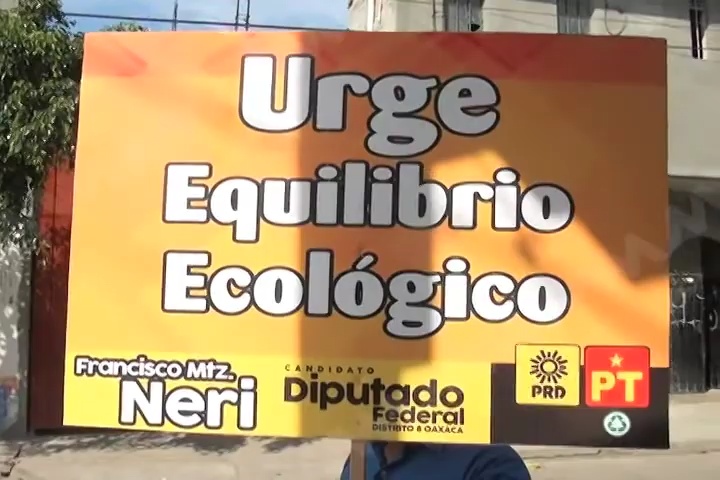 Urge
Equilibrio
Ecológico
Francisco Mtz.
Neri
CANDIDATO
Diputado
Federal
DISTRITO 8 OAXACA
PRD
PT